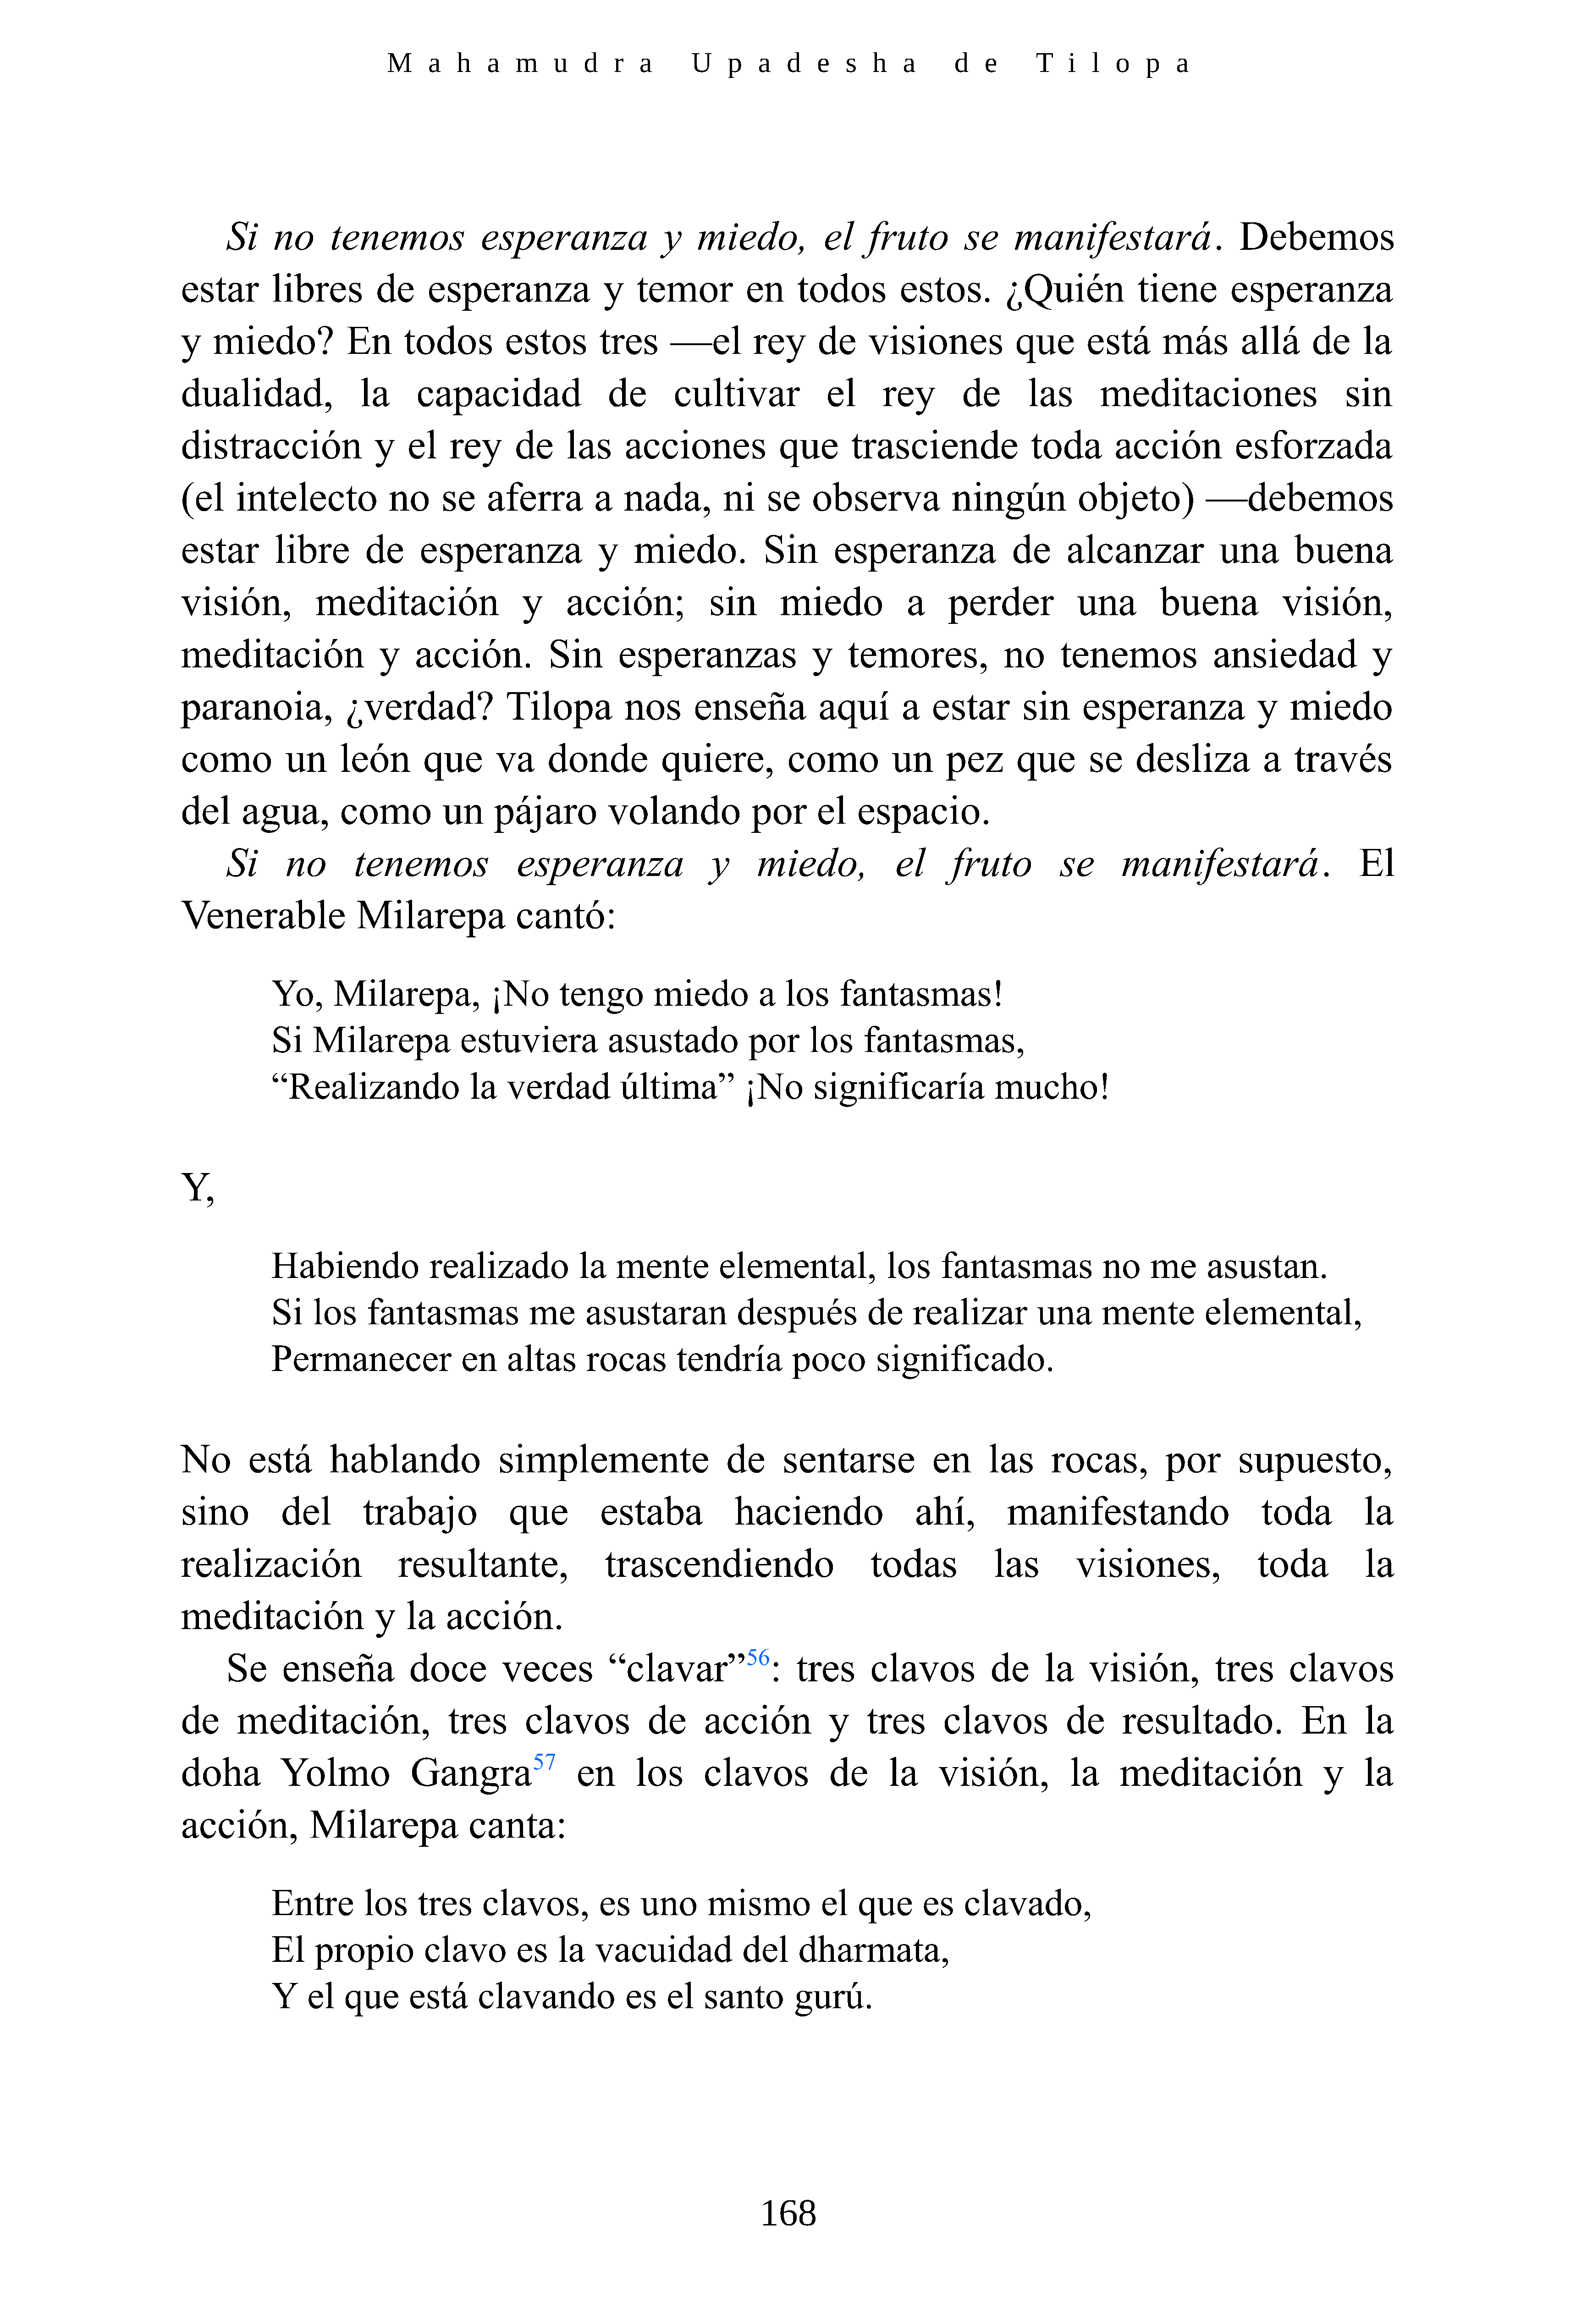 Mahamudra Upadesha de Tilopa
Si no tenemos esperanza y miedo, el fruto se manifestará. Debemos
estar libres de esperanza y temor en todos estos. ¿Quién tiene esperanza
y miedo? En todos estos tres —el rey de visiones que está más allá de la
dualidad, la capacidad de cultivar el rey de las meditaciones sin
distracción y el rey de las acciones que trasciende toda acción esforzada
(el intelecto no se aferra a nada, ni se observa ningún objeto) —debemos
estar libre de esperanza y miedo. Sin esperanza de alcanzar una buena
visión, meditación y acción; sin miedo a perder una buena visión,
meditación y acción. Sin esperanzas y temores, no tenemos ansiedad y
paranoia, ¿verdad? Tilopa nos enseña aquí a estar sin esperanza y miedo
como un león que va donde quiere, como un pez que se desliza a través
del agua, como un pájaro volando por el espacio.
Si no tenemos esperanza y miedo, el fruto se manifestará. El
Venerable Milarepa cantó:
Yo, Milarepa, ¡No tengo miedo a los fantasmas!
Si Milarepa estuviera asustado por los fantasmas,
“Realizando la verdad última” ¡No significaría mucho!
Y,
Habiendo realizado la mente elemental, los fantasmas no me asustan.
Si los fantasmas me asustaran después de realizar una mente elemental,
Permanecer en altas rocas tendría poco significado.
No está hablando simplemente de sentarse en las rocas, por supuesto,
sino del trabajo que estaba haciendo ahí, manifestando toda la
realización resultante, trascendiendo todas las visiones, toda la
meditación y la acción.
Se enseña doce veces “clavar”56: tres clavos de la visión, tres clavos
de meditación, tres clavos de acción y tres clavos de resultado. En la
doha Yolmo Gangra57 en los clavos de la visión, la meditación y la
acción, Milarepa canta:
Entre los tres clavos, es uno mismo el que es clavado,
El propio clavo es la vacuidad del dharmata,
Y el que está clavando es el santo gurú.
168